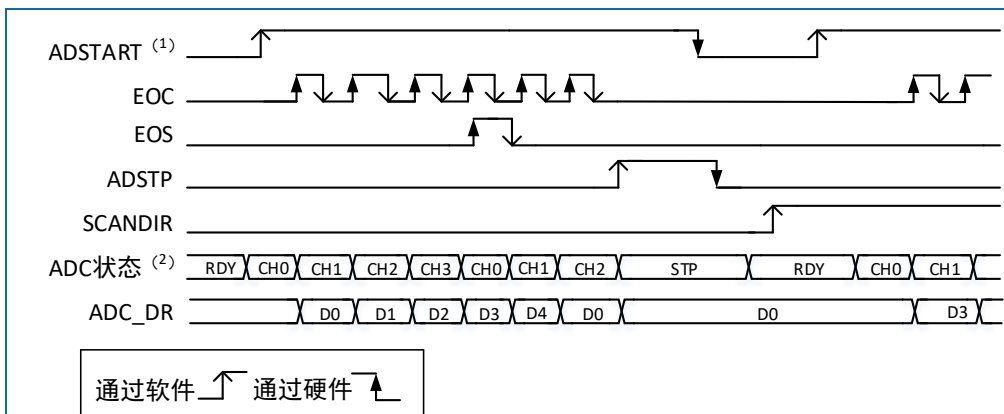 ADSTART (1)
EOC
EOS
ADSTP
SCANDIR
ADC状态 (2) RDY CH0 CH1 CH2 CH3 CH0 CH1 CH2 STP RDY CH0 CH1
ADC_DR D0 D1 D2 D3 D4 D0 D0 D3
通过软件 通过硬件